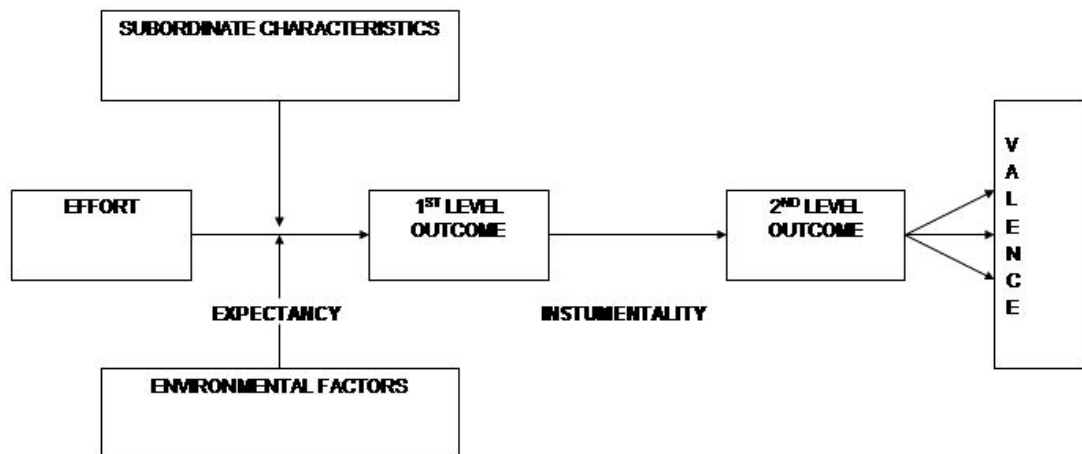 SUBORDINATE CHARACTERISTICS
EFFORT
1ST LEVEL
OUTCOME
2ND LEVEL
OUTCOME
V
A
L
E
N
C
E
EXPECTANCY
INSTUMENTALITY
ENVIRONMENTAL FACTORS